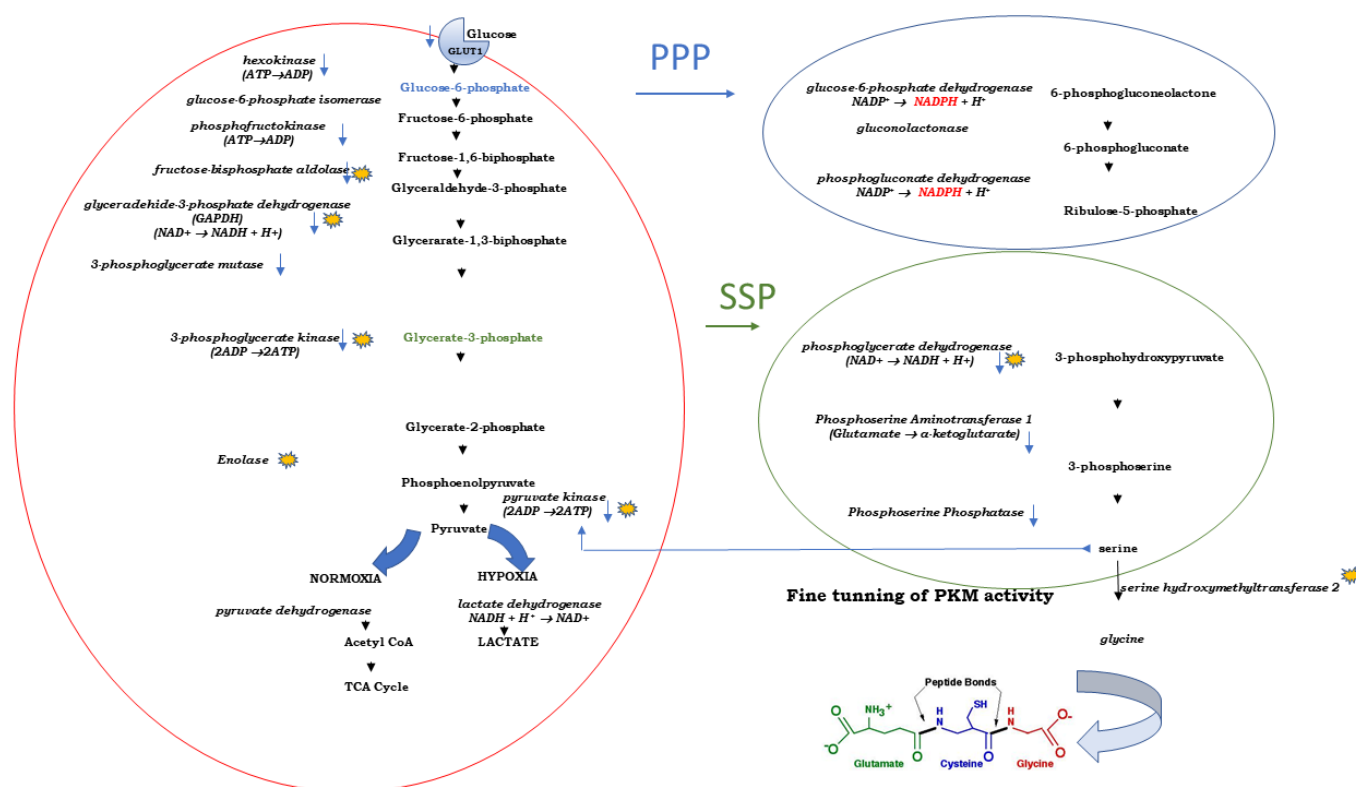 Glucose
GLUT1
hexokinase
(ATP→ADP)
Glucose-6-phosphate
glucose-6-phosphate isomerase
Fructose-6-phosphate
phosphofructokinase
(ATP→ADP)
Fructose-1,6-biphosphate
fructose-bisphosphate aldolase
Glyceraldehyde-3-phosphate
glyceradehide-3-phosphate dehydrogenase
(GAPDH)
(NAD+ → NADH + H+)
Glycerarate-1,3-biphosphate
3-phosphoglycerate mutase
3-phosphoglycerate kinase
(2ADP →2ATP)
Glycerate-3-phosphate
Glycerate-2-phosphate
Enolase
Phosphoenolpyruvate
pyruvate kinase
(2ADP →2ATP)
Pyruvate
NORMOXIA
HYPOXIA
pyruvate dehydrogenase
lactate dehydrogenase
NADH + H⁺ → NAD+
Acetyl CoA
LACTATE
TCA Cycle
PPP
glucose-6-phosphate dehydrogenase
NADP⁺ → NADPH + H⁺
6-phosphogluconeolactone
gluconolactonase
6-phosphogluconate
phosphogluconate dehydrogenase
NADP⁺ → NADPH + H⁺
Ribulose-5-phosphate
SSP
phosphoglycerate dehydrogenase
(NAD+ → NADH + H+)
3-phosphohydroxypyruvate
Phosphoserine Aminotransferase 1
(Glutamate → α-ketoglutarate)
3-phosphoserine
Phosphoserine Phosphatase
serine
Fine tunning of PKM activity
serine hydroxymethyltransferase 2
glycine
Peptide Bonds
NH₃⁺
H
N
SH
H
N
O
O-
-O
O
O
O
Glutamate
Cysteine
Glycine